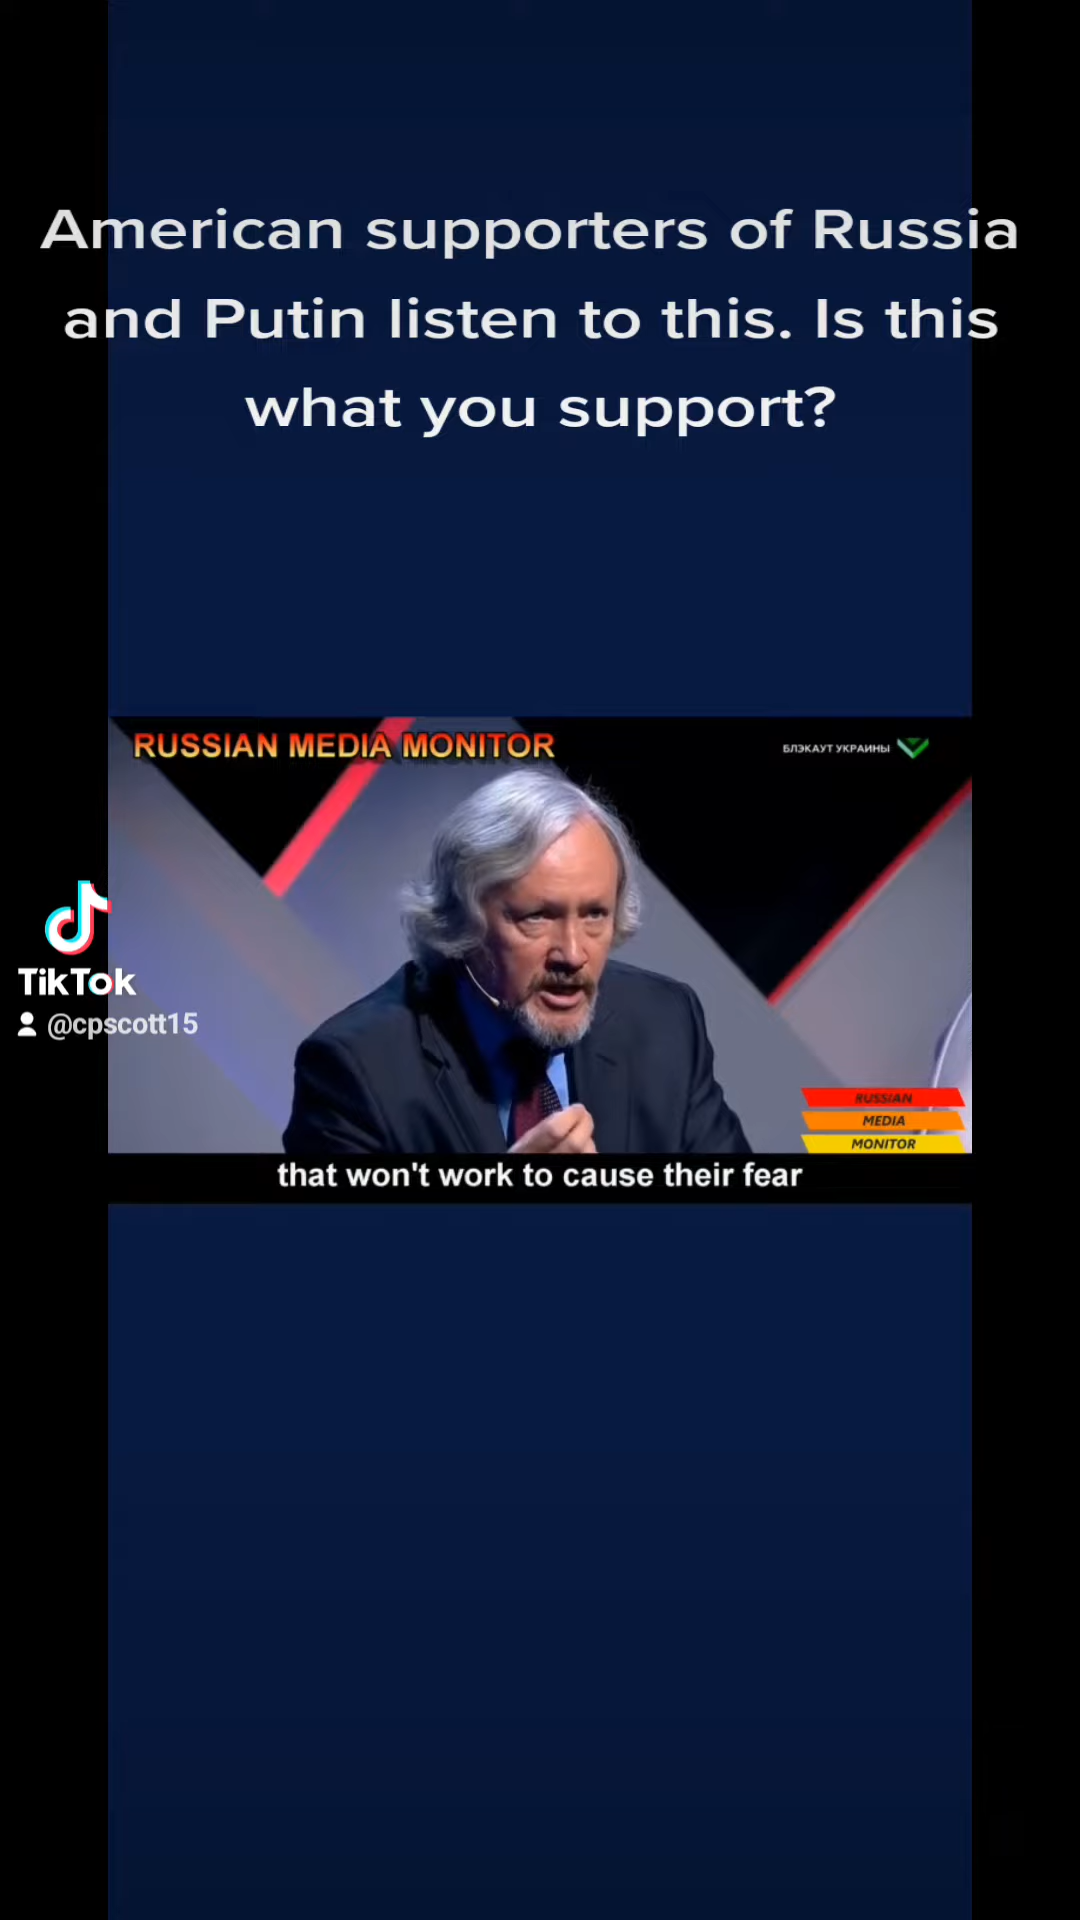 American supporters of Russia
and Putin listen to this. Is this
what you support?
RUSSIAN MEDIA MONITOR
БЛЭКАУТ УКРАИНЫ
TikTok
@cpscott15
RUSSIAN
MEDIA
MONITOR
that won't work to cause their fear